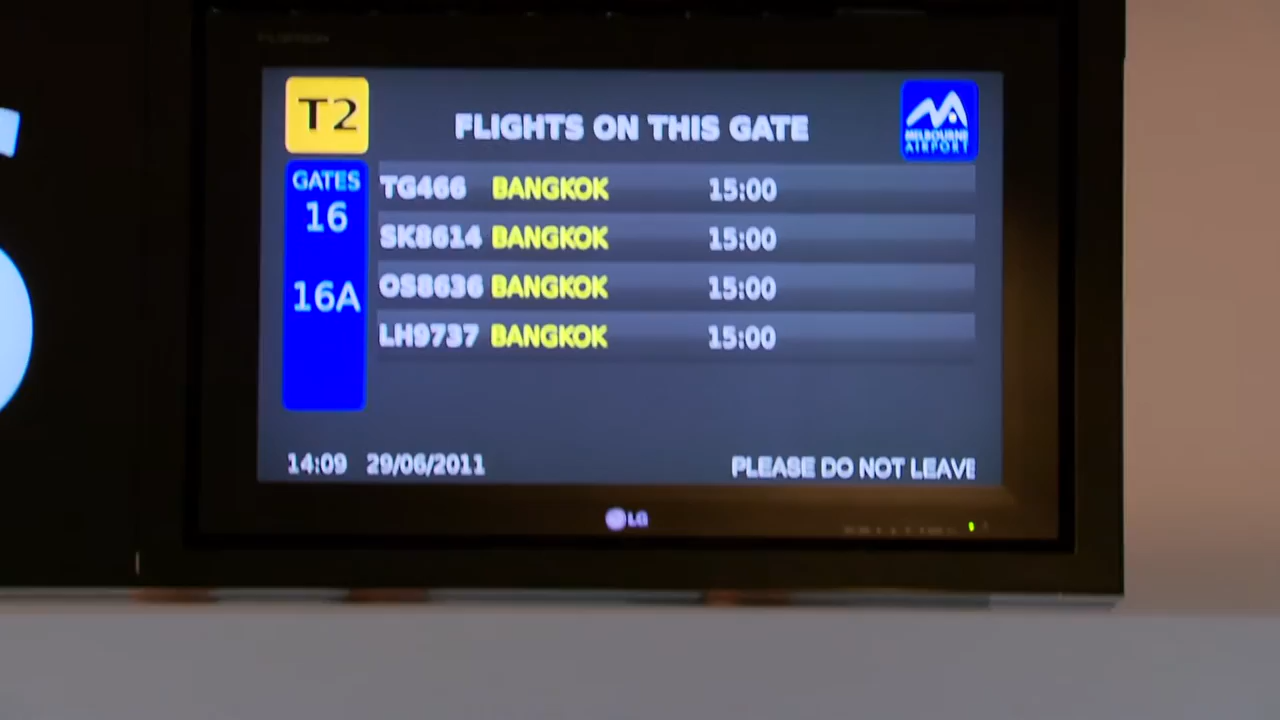 T2
FLIGHTS ON THIS GATE
MELBOURNE
AIRPORT
GATES
16
16A
TG466 BANGKOK 15:00
SK8614 BANGKOK 15:00
OS8636 BANGKOK 15:00
LH9737 BANGKOK 15:00
14:09 29/06/2011 PLEASE DO NOT LEAVE
LG